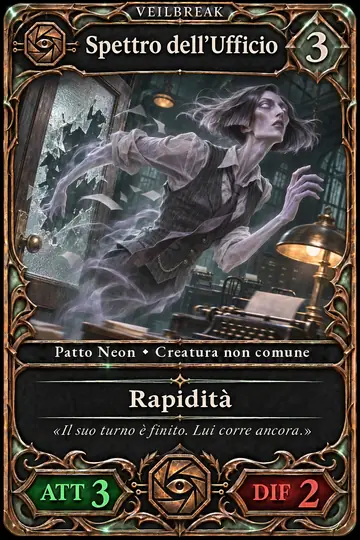 VEILBREAK
Spettro dell'Ufficio
3
Patto Neon ✦ Creatura non comune
Rapidità
«Il suo turno è finito. Lui corre ancora.»
ATT 3
DIF 2